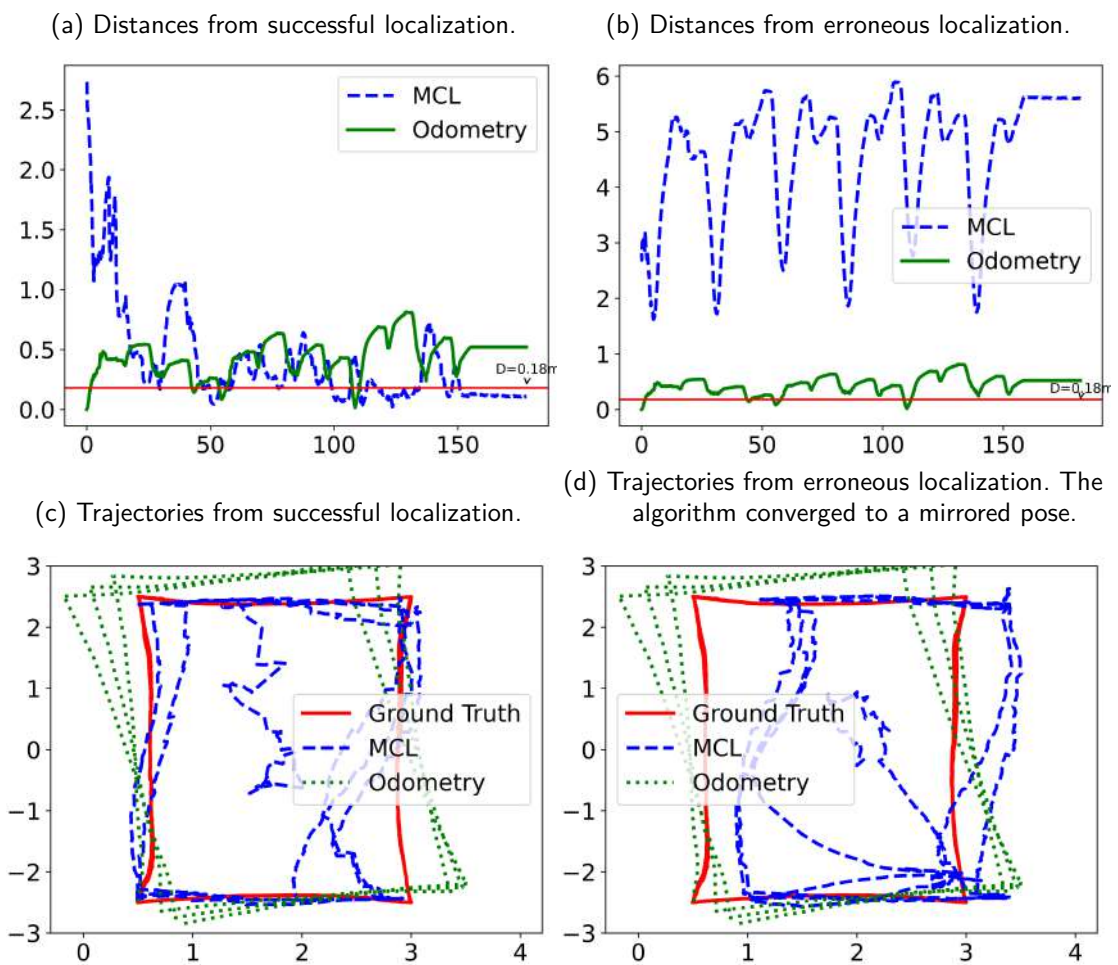 (a) Distances from successful localization.
MCL
Odometry
2.5
2.0
1.5
1.0
0.5
0.0
D=0.18m
0 50 100 150
(b) Distances from erroneous localization.
6
5
4
3
2
1
0
MCL
Odometry
D=0.18m
0 50 100 150
(c) Trajectories from successful localization.
3
2
1
0
−1
−2
−3
Ground Truth
MCL
Odometry
0 1 2 3 4
(d) Trajectories from erroneous localization. The
algorithm converged to a mirrored pose.
3
2
1
0
−1
−2
−3
Ground Truth
MCL
Odometry
0 1 2 3 4